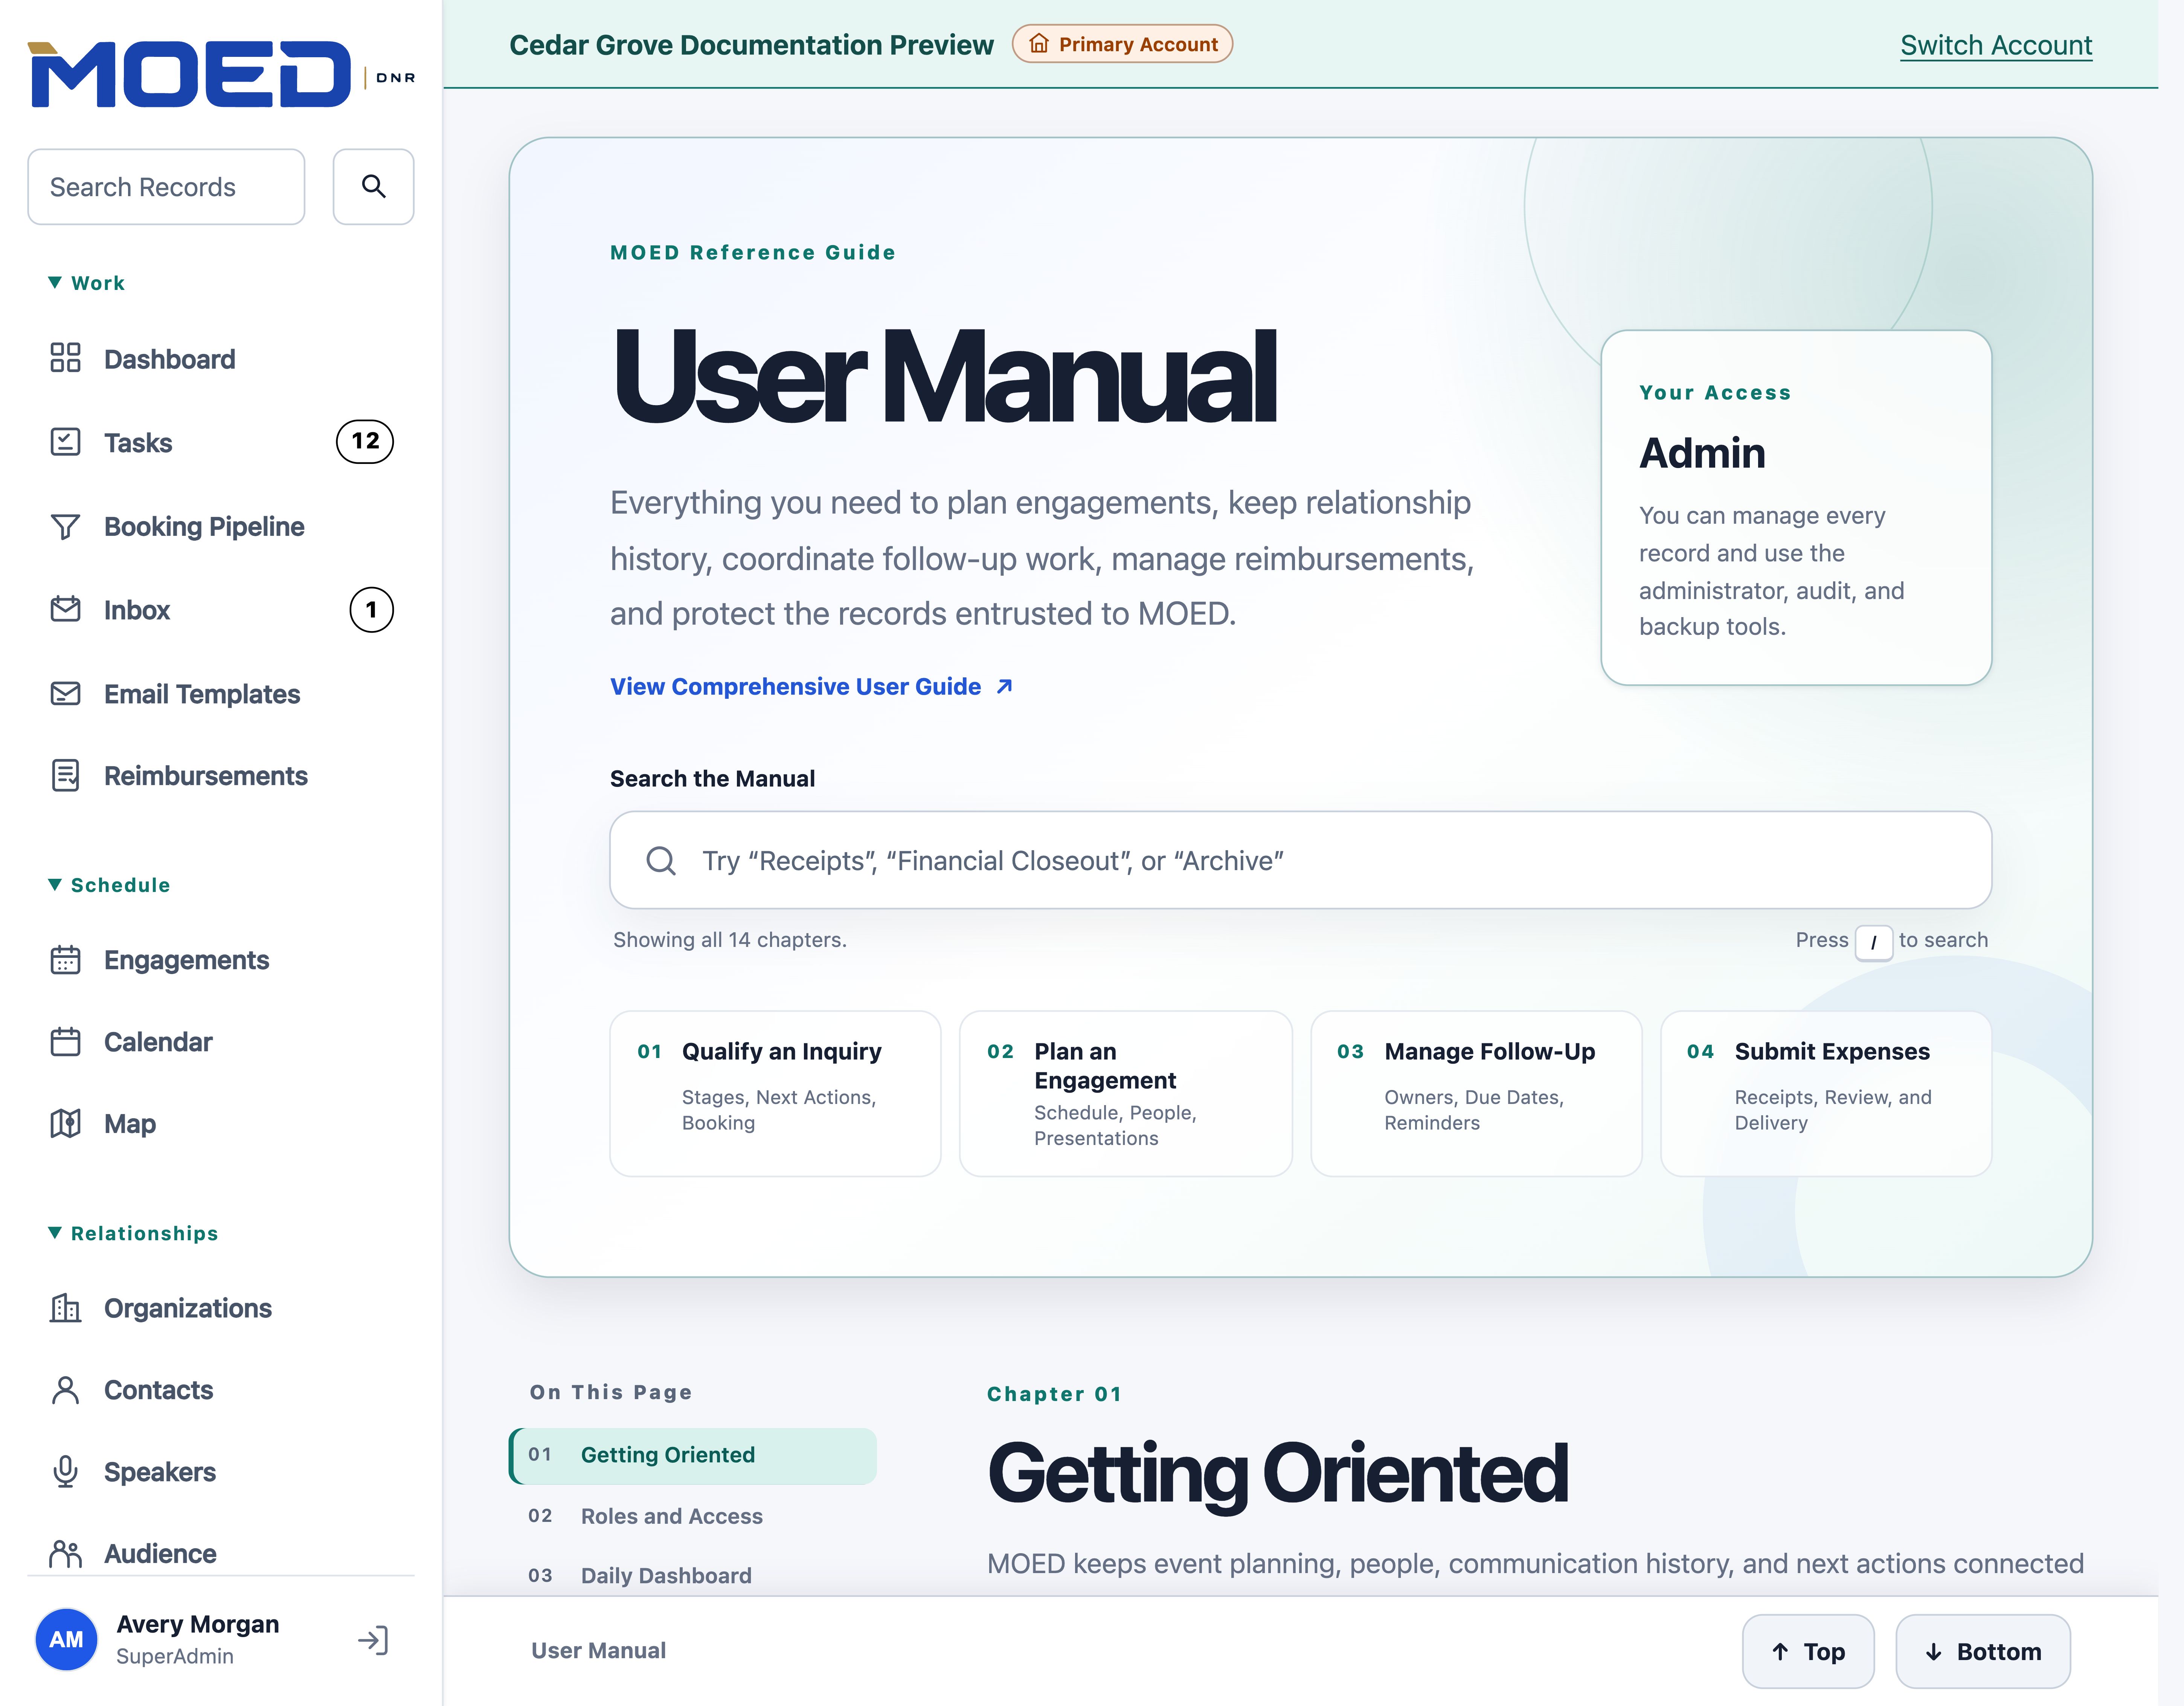 MOED | DNR
Search Records
Work
Dashboard
Tasks 12
Booking Pipeline
Inbox 1
Email Templates
Reimbursements
Schedule
Engagements
Calendar
Map
Relationships
Organizations
Contacts
Speakers
Audience
AM
Avery Morgan
SuperAdmin
Cedar Grove Documentation Preview
Primary Account
Switch Account
MOED Reference Guide
User Manual
Everything you need to plan engagements, keep relationship
history, coordinate follow-up work, manage reimbursements,
and protect the records entrusted to MOED.
View Comprehensive User Guide
Your Access
Admin
You can manage every
record and use the
administrator, audit, and
backup tools.
Search the Manual
Try “Receipts”, “Financial Closeout”, or “Archive”
Showing all 14 chapters.
Press / to search
01 Qualify an Inquiry
Stages, Next Actions,
Booking
02 Plan an
Engagement
Schedule, People,
Presentations
03 Manage Follow-Up
Owners, Due Dates,
Reminders
04 Submit Expenses
Receipts, Review, and
Delivery
On This Page
01 Getting Oriented
02 Roles and Access
03 Daily Dashboard
Chapter 01
Getting Oriented
MOED keeps event planning, people, communication history, and next actions connected
User Manual
Top
Bottom